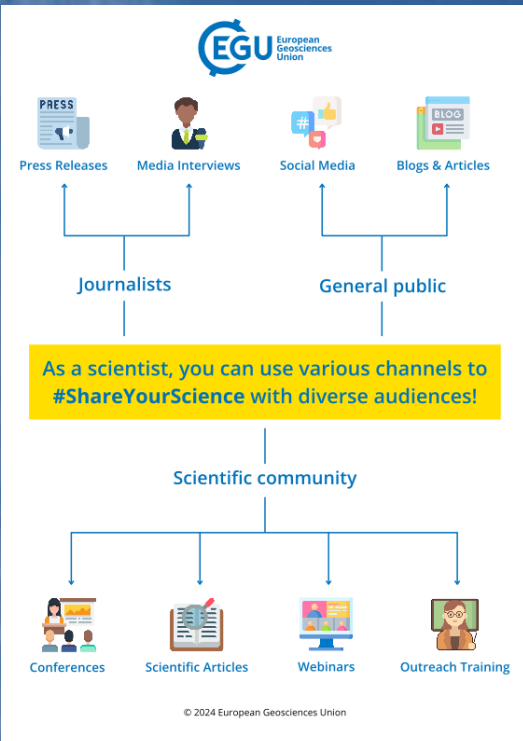 EGU
European
Geosciences
Union
PRESS
BLOG
#
Press Releases
Media Interviews
Social Media
Blogs & Articles
Journalists
General public
As a scientist, you can use various channels to
#ShareYourScience with diverse audiences!
Scientific community
Conferences
Scientific Articles
Webinars
Outreach Training
© 2024 European Geosciences Union